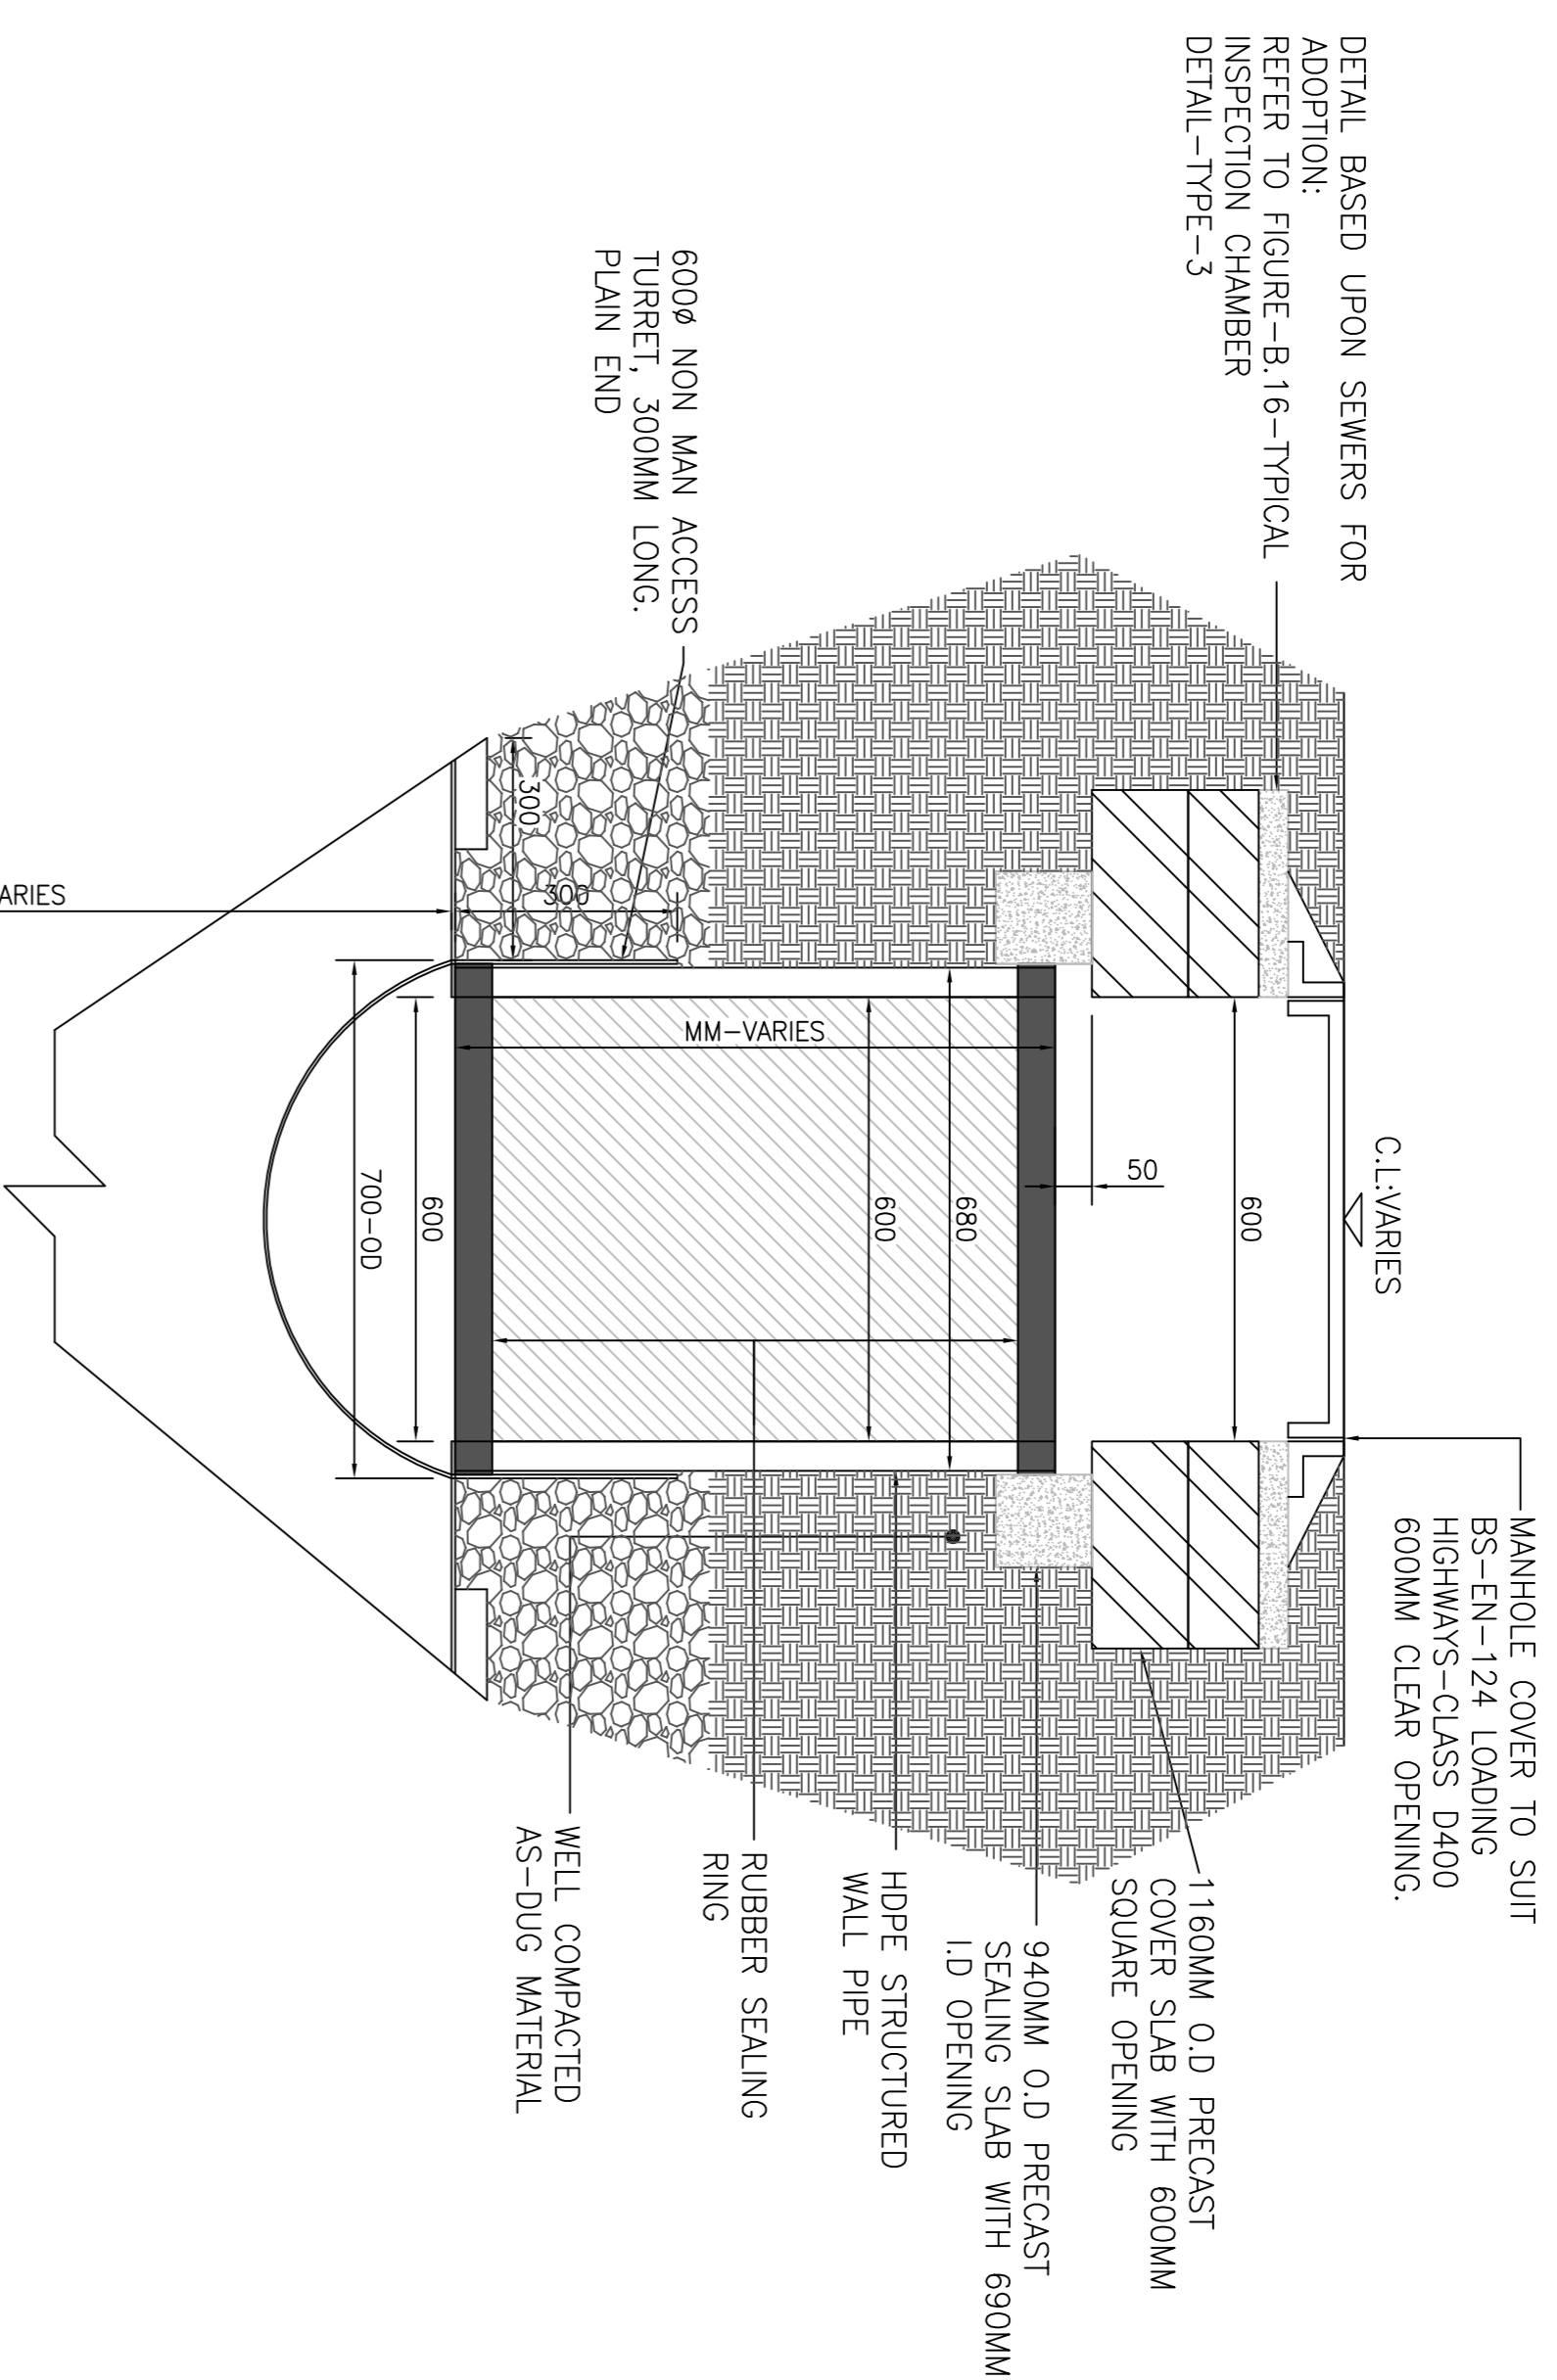 DETAIL BASED UPON SEWERS FOR
ADOPTION:
REFER TO FIGURE-B.16-TYPICAL
INSPECTION CHAMBER
DETAIL-TYPE-3
C.L:VARIES
MANHOLE COVER TO SUIT
BS-EN-124 LOADING
HIGHWAYS-CLASS D400
600MM CLEAR OPENING.
600
50
1160MM O.D PRECAST
COVER SLAB WITH 600MM
SQUARE OPENING
940MM O.D PRECAST
SEALING SLAB WITH 690MM
I.D OPENING
680
600
MM-VARIES
HDPE STRUCTURED
WALL PIPE
RUBBER SEALING
RING
600Ø NON MAN ACCESS
TURRET, 300MM LONG.
PLAIN END
300
300
WELL COMPACTED
AS-DUG MATERIAL
600
700-OD
ARIES